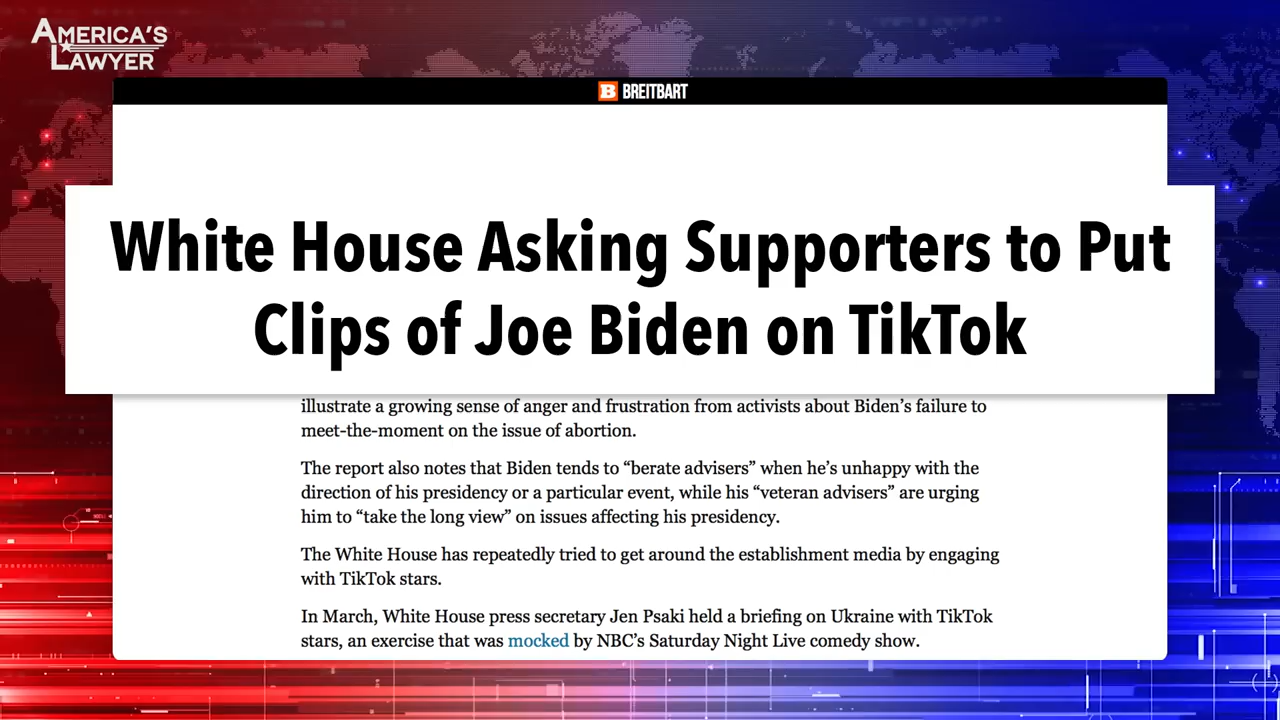 AMERICA'S
LAWYER
B BREITBART
White House Asking Supporters to Put
Clips of Joe Biden on TikTok
illustrate a growing sense of anger and frustration from activists about Biden’s failure to
meet-the-moment on the issue of abortion.
The report also notes that Biden tends to “berate advisers” when he’s unhappy with the
direction of his presidency or a particular event, while his “veteran advisers” are urging
him to “take the long view” on issues affecting his presidency.
The White House has repeatedly tried to get around the establishment media by engaging
with TikTok stars.
In March, White House press secretary Jen Psaki held a briefing on Ukraine with TikTok
stars, an exercise that was mocked by NBC’s Saturday Night Live comedy show.